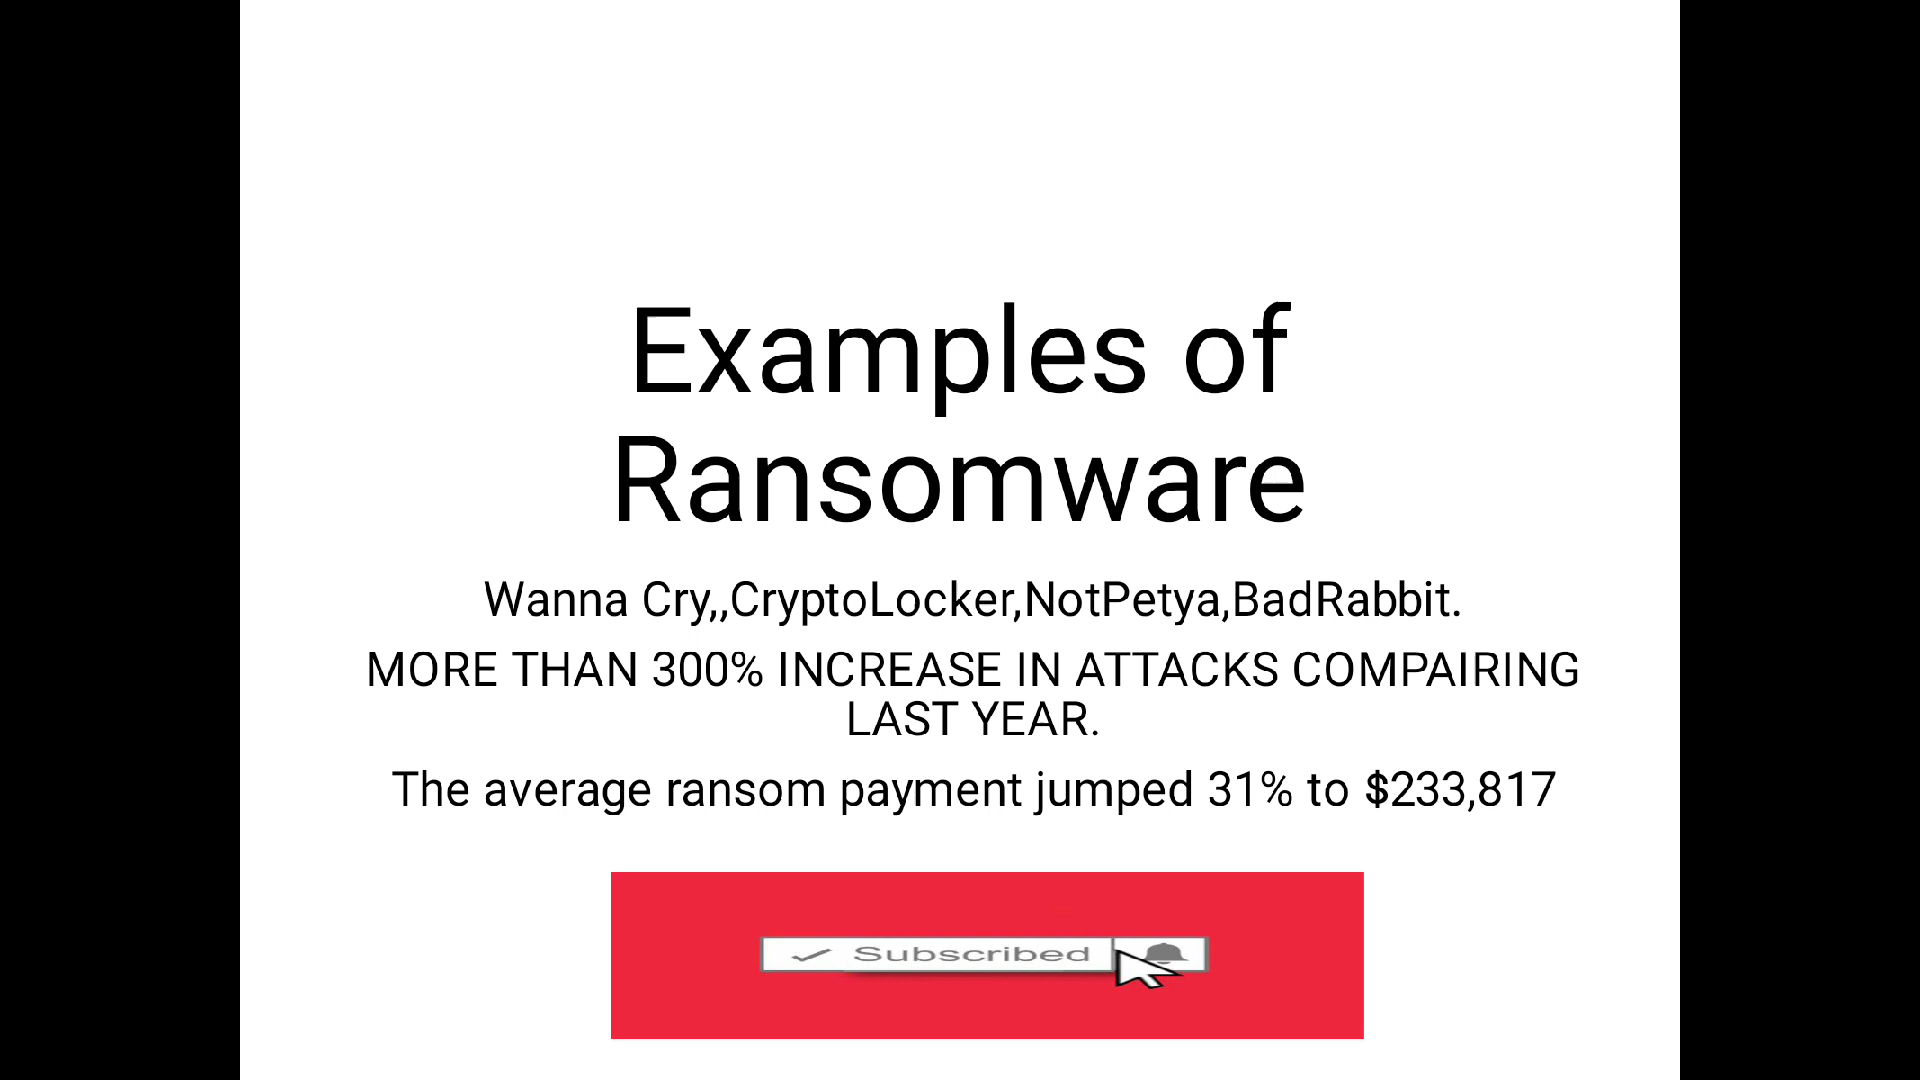 Examples of
Ransomware
Wanna Cry,,CryptoLocker,NotPetya,BadRabbit.
MORE THAN 300% INCREASE IN ATTACKS COMPAIRING
LAST YEAR.
The average ransom payment jumped 31% to $233,817
Subscribed